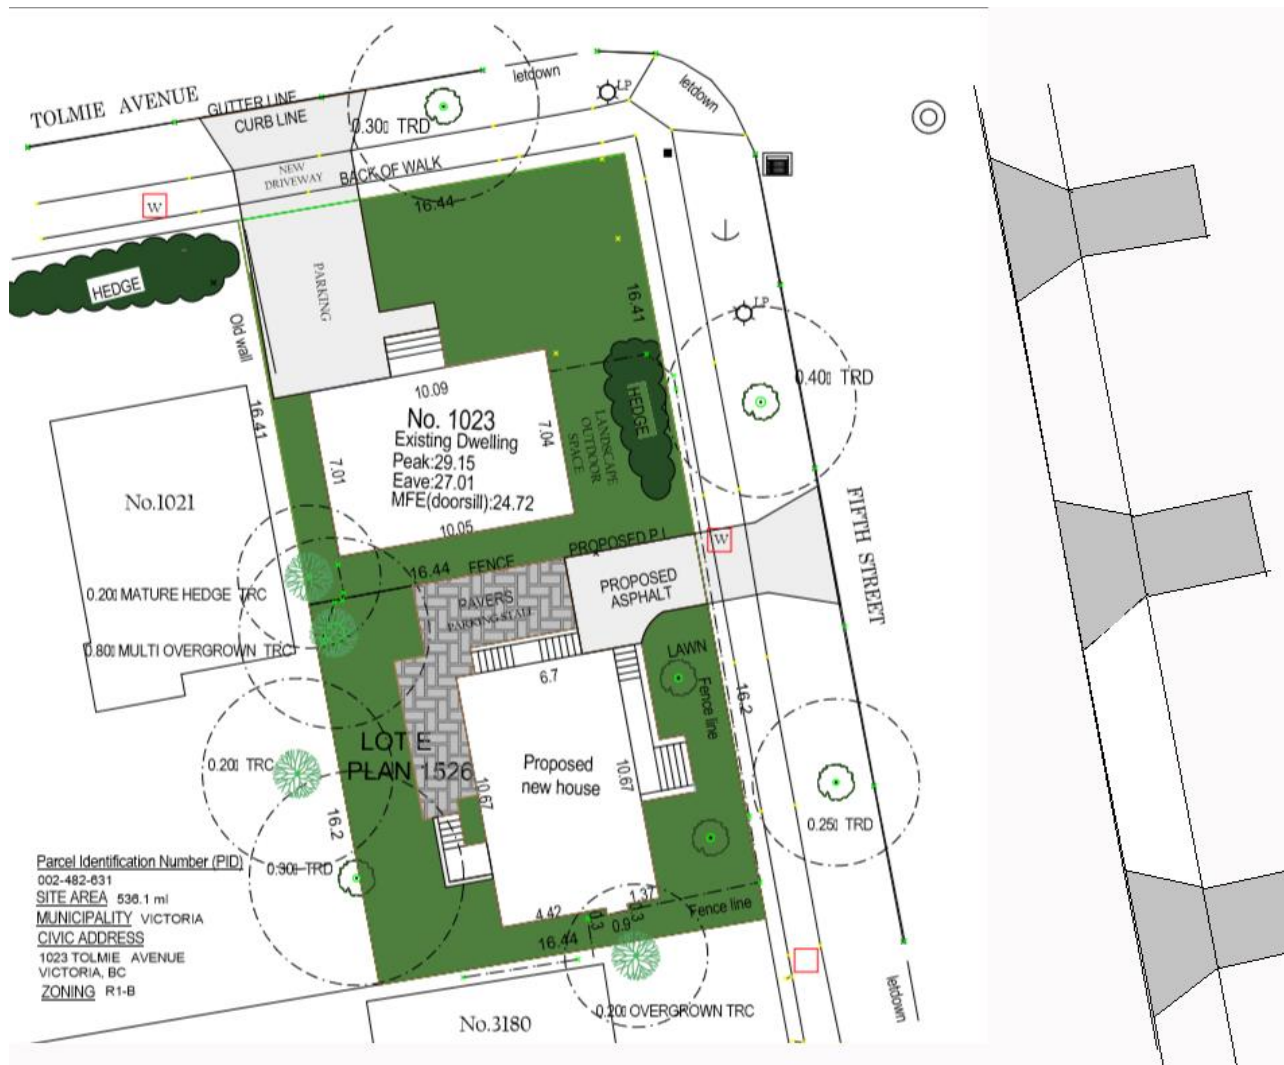 TOLMIE AVENUE
GUTTER LINE
CURB LINE
letdown
LP
letdown
0.30▯ TRD
NEW
DRIVEWAY
BACK OF WALK
W
16.44
HEDGE
PARKING
Old wall
16.41
LP
0.40▯ TRD
HEDGE
LANDSCAPE
OUTDOOR
SPACE
10.09
No. 1023
Existing Dwelling
Peak:29.15
Eave:27.01
MFE(doorsill):24.72
7.04
7.01
10.05
16.41
No.1021
FIFTH STREET
W
PROPOSED P.L
16.44
FENCE
PROPOSED
ASPHALT
PAVERS
PARKING STALL
0.20▯ MATURE HEDGE TRC
0.80▯ MULTI OVERGROWN TRC
6.7
LAWN
Fence line
16.2
LOT E
PLAN 1526
Proposed
new house
10.67
10.67
0.20▯ TRC
16.2
0.25▯ TRD
0.30▯ TRD
Parcel Identification Number (PID)
002-482-631
SITE AREA 536.1 ml
MUNICIPALITY VICTORIA
CIVIC ADDRESS
1023 TOLMIE AVENUE
VICTORIA, BC
ZONING R1-B
4.42
1.3
0.9
1.3
1.37
Fence line
16.44
No.3180
0.20▯ OVERGROWN TRC
letdown